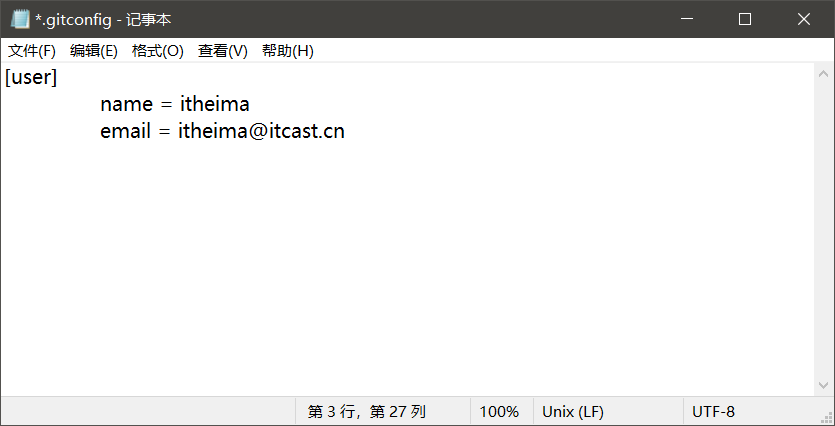 *.gitconfig - 记事本
文件(F) 编辑(E) 格式(O) 查看(V) 帮助(H)
[user]
name = itheima
email = itheima@itcast.cn
第 3 行，第 27 列 100% Unix (LF) UTF-8